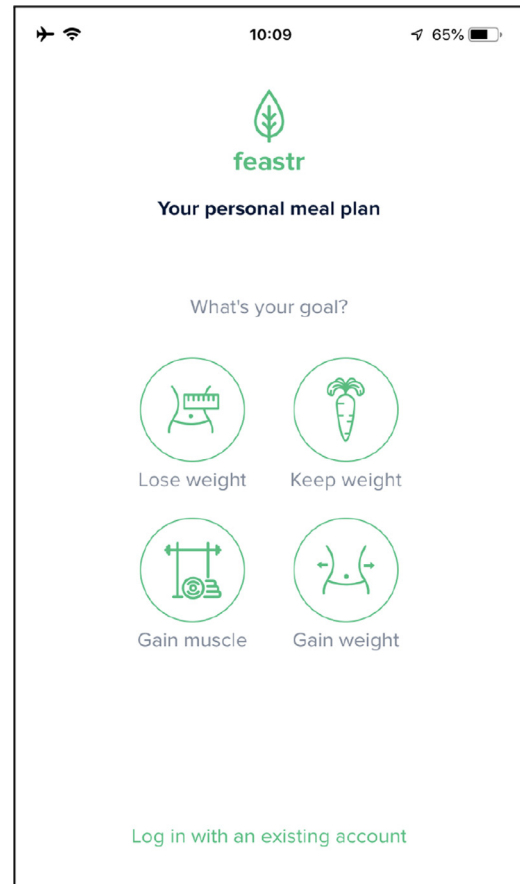 10:09
65%
feastr
Your personal meal plan
What's your goal?
Lose weight
Keep weight
Gain muscle
Gain weight
Log in with an existing account